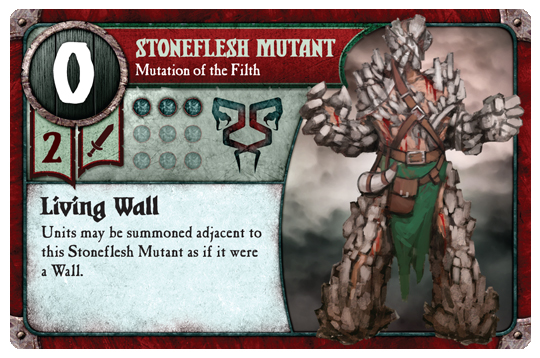 0
STONEFLESH MUTANT
Mutation of the Filth
2
Living Wall
Units may be summoned adjacent to
this Stoneflesh Mutant as if it were
a Wall.